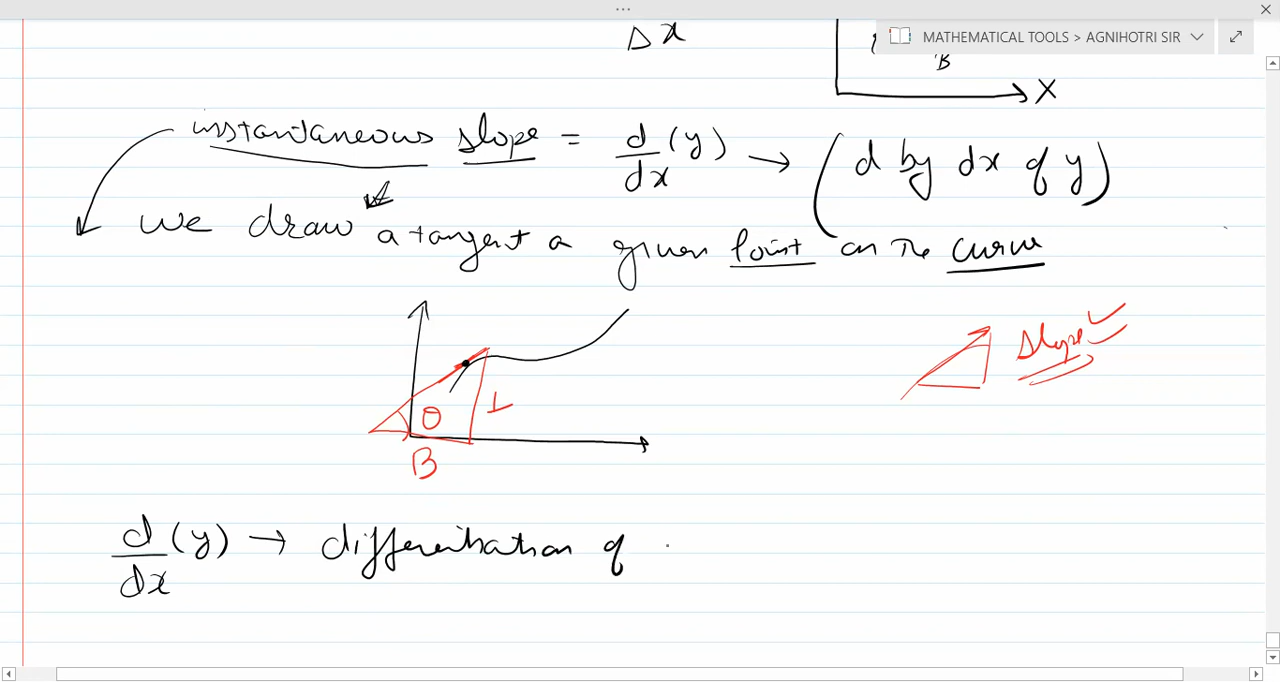 Δx
MATHEMATICAL TOOLS > AGNIHOTRI SIR
B
X
instantaneous slope = d/dx (y) → (d by dx of y)
we draw a tangent a given point on the curve
slope
θ
L
B
d/dx (y) → differentiation of